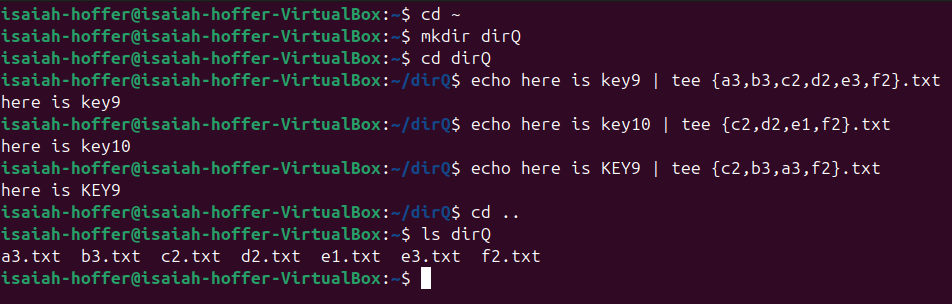 isaiah-hoffer@isaiah-hoffer-VirtualBox:~$ cd ~
isaiah-hoffer@isaiah-hoffer-VirtualBox:~$ mkdir dirQ
isaiah-hoffer@isaiah-hoffer-VirtualBox:~$ cd dirQ
isaiah-hoffer@isaiah-hoffer-VirtualBox:~/dirQ$ echo here is key9 | tee {a3,b3,c2,d2,e3,f2}.txt
here is key9
isaiah-hoffer@isaiah-hoffer-VirtualBox:~/dirQ$ echo here is key10 | tee {c2,d2,e1,f2}.txt
here is key10
isaiah-hoffer@isaiah-hoffer-VirtualBox:~/dirQ$ echo here is KEY9 | tee {c2,b3,a3,f2}.txt
here is KEY9
isaiah-hoffer@isaiah-hoffer-VirtualBox:~/dirQ$ cd ..
isaiah-hoffer@isaiah-hoffer-VirtualBox:~$ ls dirQ
a3.txt  b3.txt  c2.txt  d2.txt  e1.txt  e3.txt  f2.txt
isaiah-hoffer@isaiah-hoffer-VirtualBox:~$